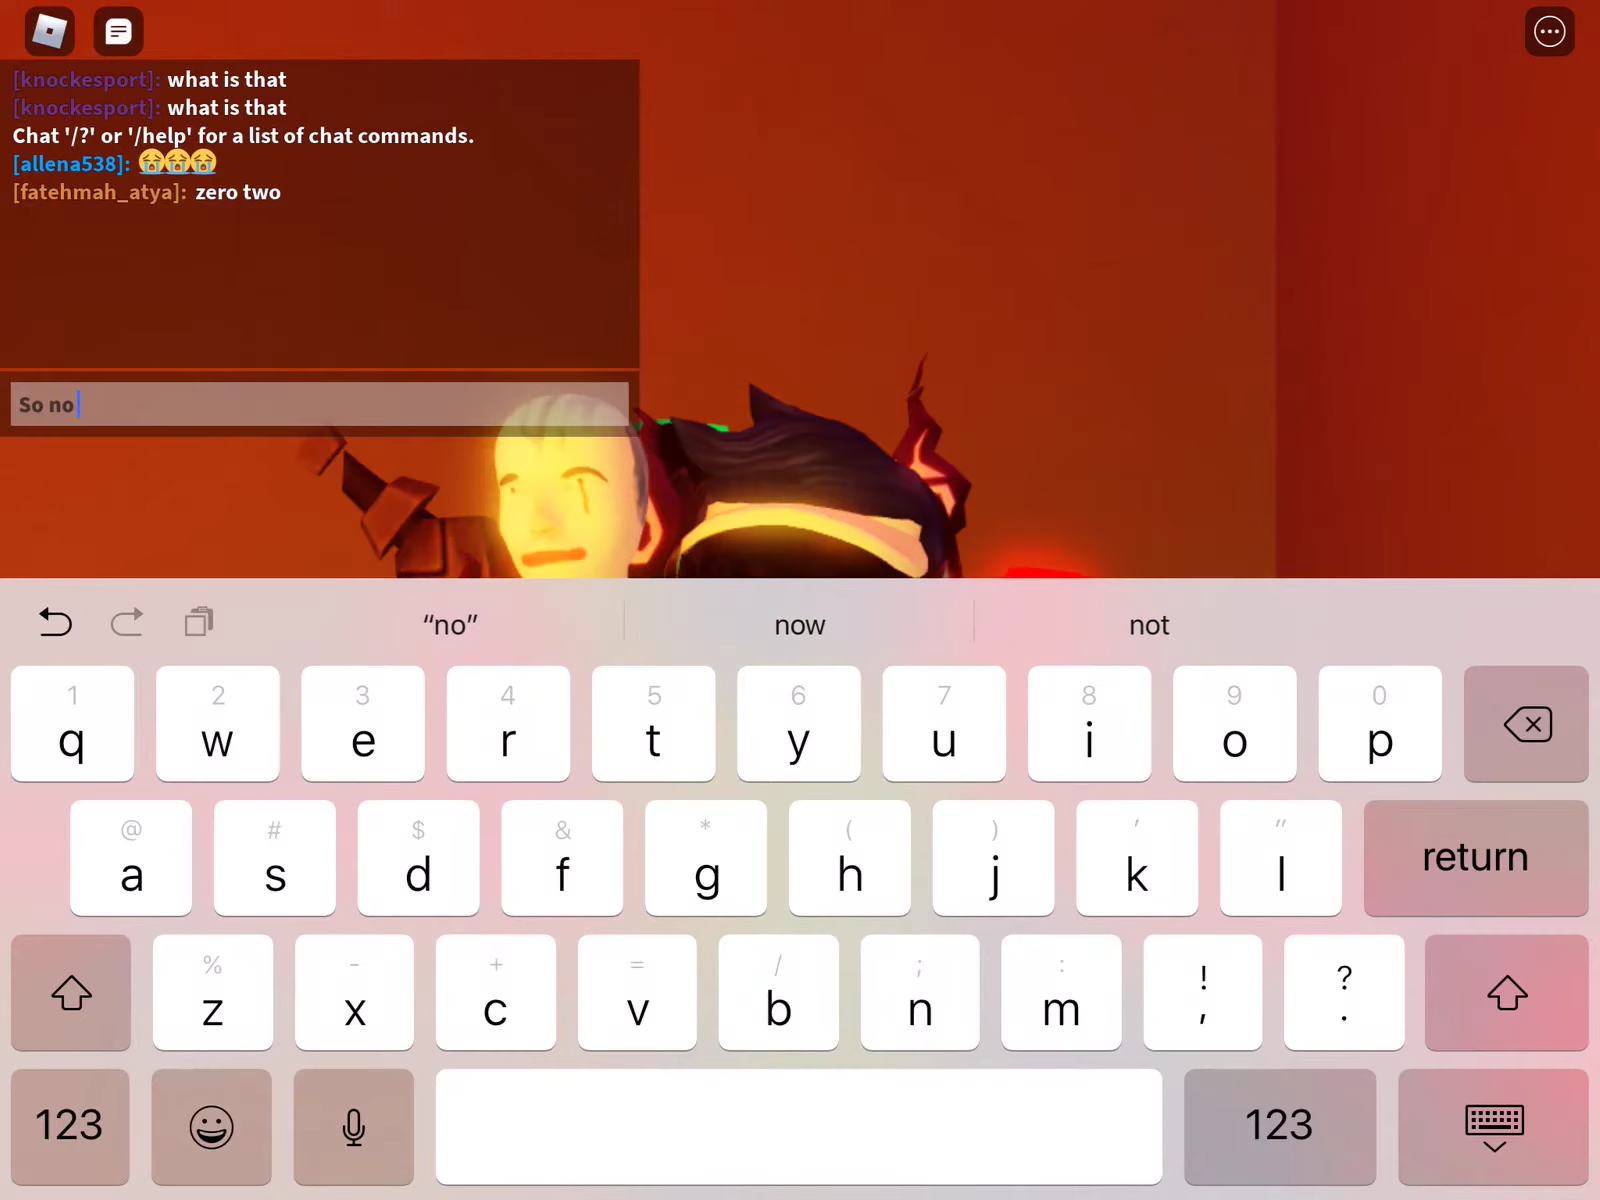 [knockesport]: what is that
[knockesport]: what is that
Chat '/?' or '/help' for a list of chat commands.
[allena538]: 😭😭😭
[fatehmah_atya]: zero two
So no
“no” now not
1 2 3 4 5 6 7 8 9 0
q w e r t y u i o p
@ # $ & * ( ) ' "
a s d f g h j k l return
% - + = / ; : ! ?
z x c v b n m , .
123 123